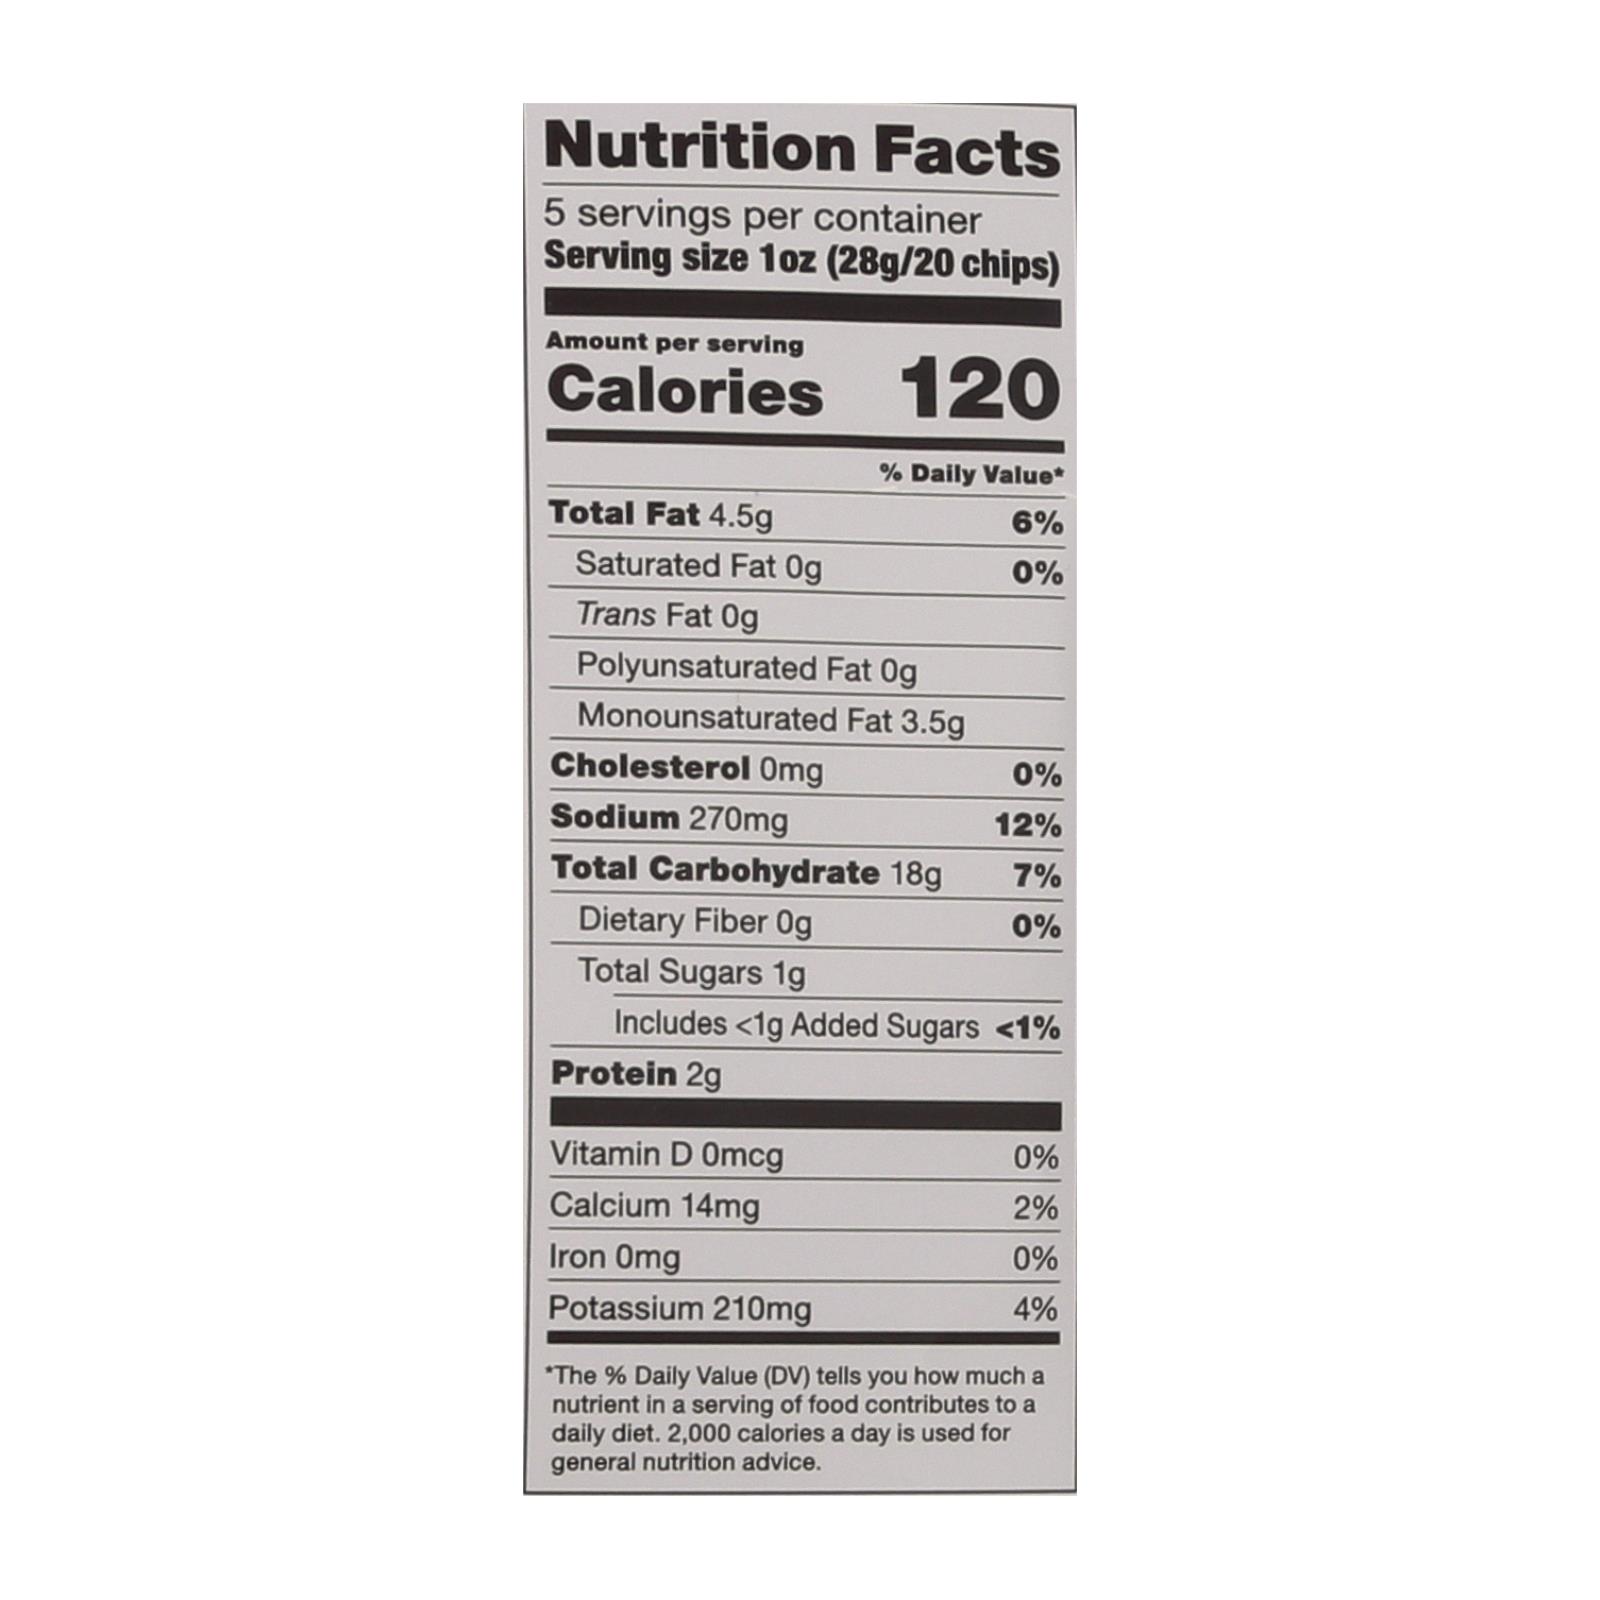 Nutrition Facts
5 servings per container
Serving size 1oz (28g/20 chips)
Amount per serving
Calories 120
% Daily Value*
Total Fat 4.5g 6%
Saturated Fat 0g 0%
Trans Fat 0g
Polyunsaturated Fat 0g
Monounsaturated Fat 3.5g
Cholesterol 0mg 0%
Sodium 270mg 12%
Total Carbohydrate 18g 7%
Dietary Fiber 0g 0%
Total Sugars 1g
Includes <1g Added Sugars <1%
Protein 2g
Vitamin D 0mcg 0%
Calcium 14mg 2%
Iron 0mg 0%
Potassium 210mg 4%
*The % Daily Value (DV) tells you how much a
nutrient in a serving of food contributes to a
daily diet. 2,000 calories a day is used for
general nutrition advice.